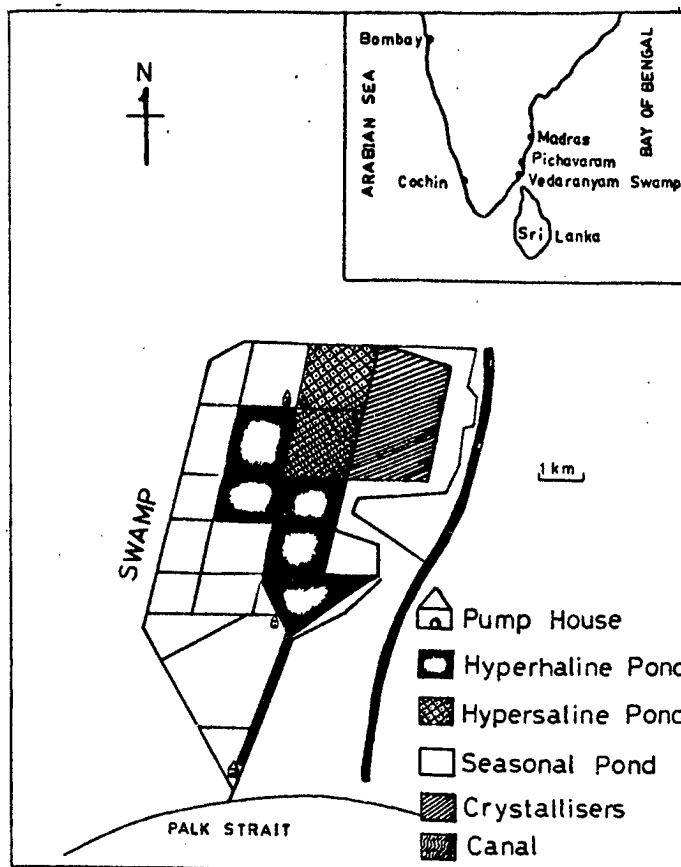 N
Bombay
ARABIAN SEA
BAY OF BENGAL
Madras
Pichavaram
Cochin
Vedaranyam Swamp
Sri Lanka
1 km
SWAMP
Pump House
Hyperhaline Pond
Hypersaline Pond
Seasonal Pond
Crystallisers
Canal
PALK STRAIT